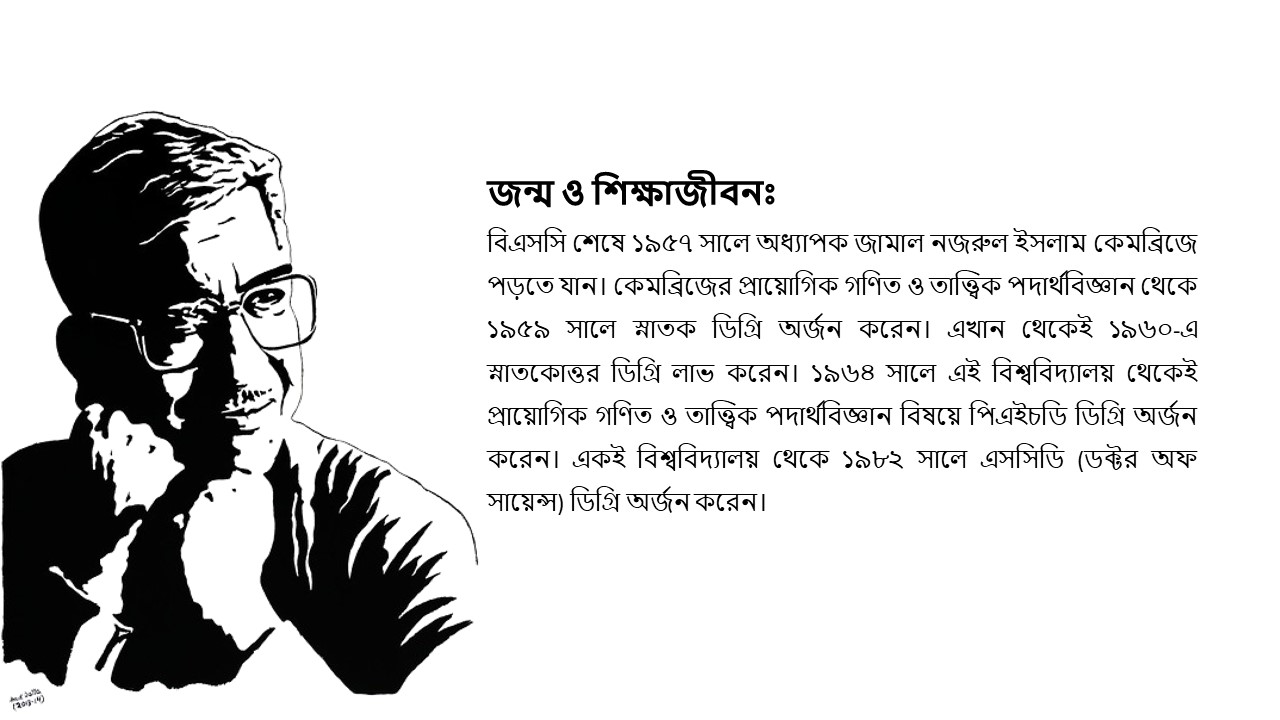 জন্ম ও শিক্ষাজীবনঃ
বিএসসি শেষে ১৯৫৭ সালে অধ্যাপক জামাল নজরুল ইসলাম কেমব্রিজে
পড়তে যান। কেমব্রিজের প্রায়োগিক গণিত ও তাত্ত্বিক পদার্থবিজ্ঞান থেকে
১৯৫৯ সালে স্নাতক ডিগ্রি অর্জন করেন। এখান থেকেই ১৯৬০-এ
স্নাতকোত্তর ডিগ্রি লাভ করেন। ১৯৬৪ সালে এই বিশ্ববিদ্যালয় থেকেই
প্রায়োগিক গণিত ও তাত্ত্বিক পদার্থবিজ্ঞান বিষয়ে পিএইচডি ডিগ্রি অর্জন
করেন। একই বিশ্ববিদ্যালয় থেকে ১৯৮২ সালে এসসিডি (ডক্টর অফ
সায়েন্স) ডিগ্রি অর্জন করেন।
(2013-14)